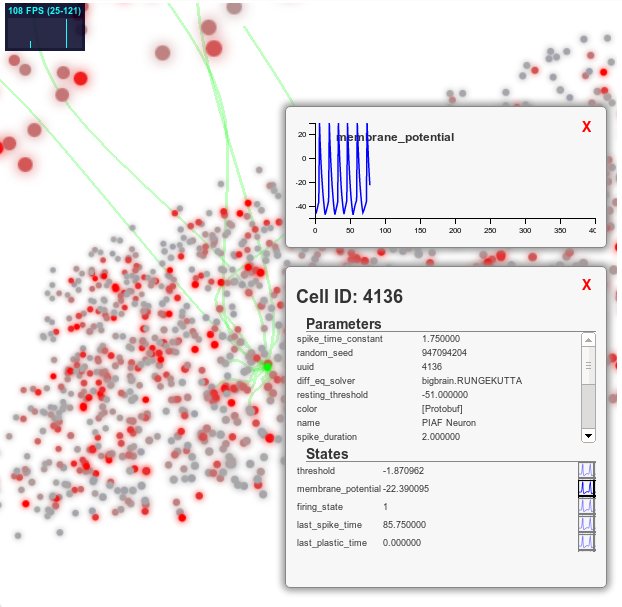 108 FPS (25-121)
X
membrane_potential
20
0
-20
-40
0 50 100 150 200 250 300 350 40
X
Cell ID: 4136
Parameters
spike_time_constant 1.750000
random_seed 947094204
uuid 4136
diff_eq_solver bigbrain.RUNGEKUTTA
resting_threshold -51.000000
color [Protobuf]
name PIAF Neuron
spike_duration 2.000000
States
threshold -1.870962
membrane_potential -22.390095
firing_state 1
last_spike_time 85.750000
last_plastic_time 0.000000